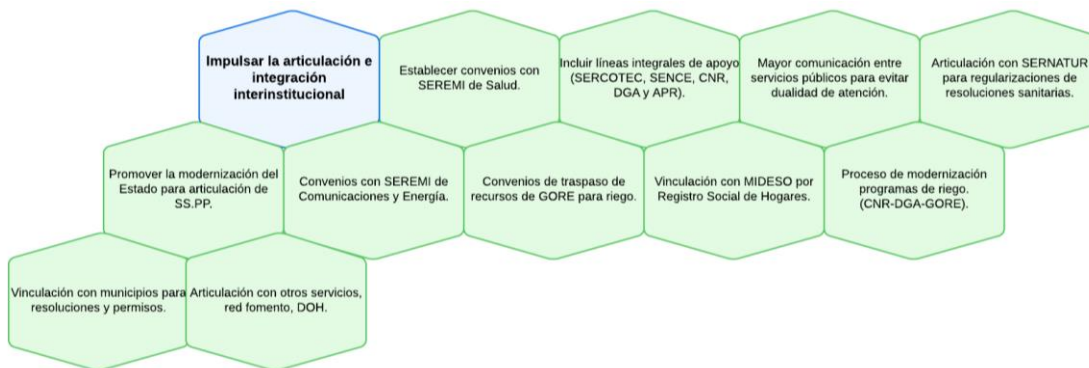 Impulsar la articulación e
integración
interinstitucional
Establecer convenios con
SEREMI de Salud.
Incluir líneas integrales de apoyo
(SERCOTEC, SENCE, CNR,
DGA y APR).
Mayor comunicación entre
servicios públicos para evitar
dualidad de atención.
Articulación con SERNATUR
para regularizaciones de
resoluciones sanitarias.
Promover la modernización del
Estado para articulación de
SS.PP.
Convenios con SEREMI de
Comunicaciones y Energía.
Convenios de traspaso de
recursos de GORE para riego.
Vinculación con MIDESO por
Registro Social de Hogares.
Proceso de modernización
programas de riego.
(CNR-DGA-GORE).
Vinculación con municipios para
resoluciones y permisos.
Articulación con otros servicios,
red fomento, DOH.